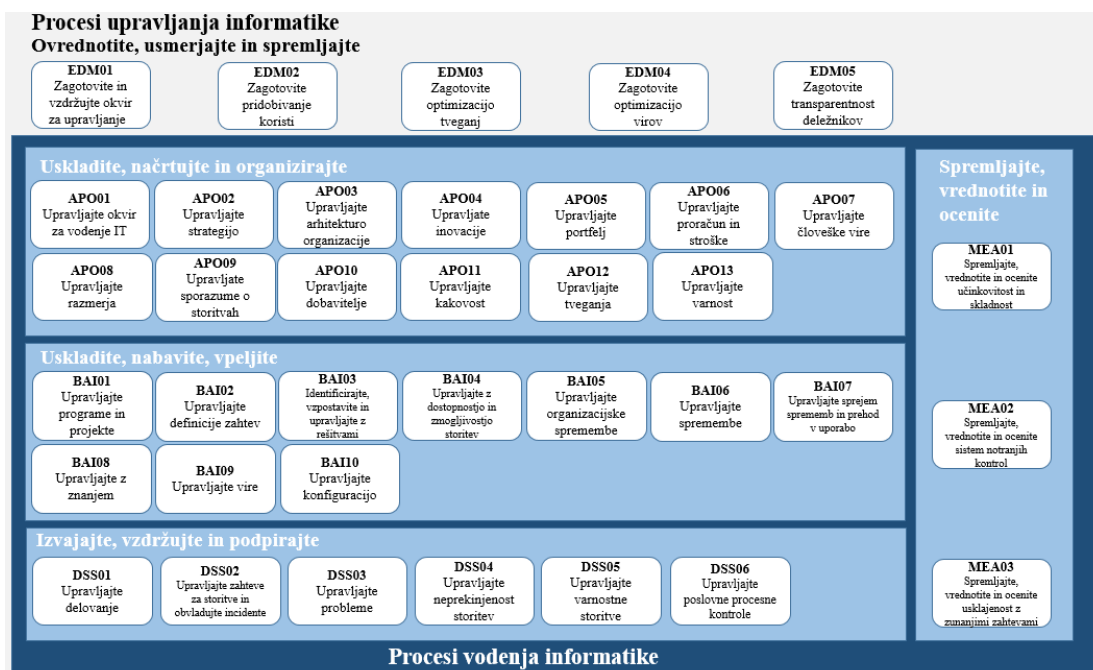 Procesi upravljanja informatike
Ovrednotite, usmerjajte in spremljajte
EDM01
Zagotovite in
vzdržujte okvir
za upravljanje
EDM02
Zagotovite
pridobivanje
koristi
EDM03
Zagotovite
optimizacijo
tveganj
EDM04
Zagotovite
optimizacijo
virov
EDM05
Zagotovite
transparentnost
deležnikov
Uskladite, načrtujte in organizirajte
APO01
Upravljajte okvir
za vodenje IT
APO02
Upravljajte
strategijo
APO03
Upravljajte
arhitekturo
organizacije
APO04
Upravljate
inovacije
APO05
Upravljajte
portfelj
APO06
Upravljajte
proračun in
stroške
APO07
Upravljajte
človeške vire
APO08
Upravljajte
razmerja
APO09
Upravljate
sporazume o
storitvah
APO10
Upravljajte
dobavitelje
APO11
Upravljajte
kakovost
APO12
Upravljajte
tveganja
APO13
Upravljajte
varnost
Uskladite, nabavite, vpeljite
BAI01
Upravljajte
programe in
projekte
BAI02
Upravljajte
definicije zahtev
BAI03
Identificirajte,
vzpostavite in
upravljajte z
rešitvami
BAI04
Upravljajte z
dostopnostjo in
zmogljivostjo
storitev
BAI05
Upravljajte
organizacijske
spremembe
BAI06
Upravljajte
spremembe
BAI07
Upravljajte sprejem
sprememb in prehod
v uporabo
BAI08
Upravljajte z
znanjem
BAI09
Upravljajte vire
BAI10
Upravljajte
konfiguracijo
Izvajajte, vzdržujte in podpirajte
DSS01
Upravljajte
delovanje
DSS02
Upravljajte zahteve
za storitve in
obvladujte incidente
DSS03
Upravljajte
probleme
DSS04
Upravljajte
neprekinjenost
storitev
DSS05
Upravljajte
varnostne
storitve
DSS06
Upravljajte
poslovne procesne
kontrole
Spremljajte,
vrednotite in
ocenite
MEA01
Spremljajte,
vrednotite in ocenite
učinkovitost in
skladnost
MEA02
Spremljajte,
vrednotite in ocenite
sistem notranjih
kontrol
MEA03
Spremljajte,
vrednotite in ocenite
usklajenost z
zunanjimi zahtevami
Procesi vodenja informatike